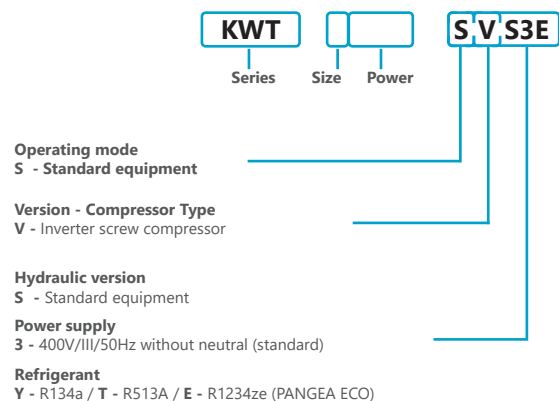 KWT S V S3E
Series Size Power
Operating mode
S - Standard equipment
Version - Compressor Type
V - Inverter screw compressor
Hydraulic version
S - Standard equipment
Power supply
3 - 400V/III/50Hz without neutral (standard)
Refrigerant
Y - R134a / T - R513A / E - R1234ze (PANGEA ECO)